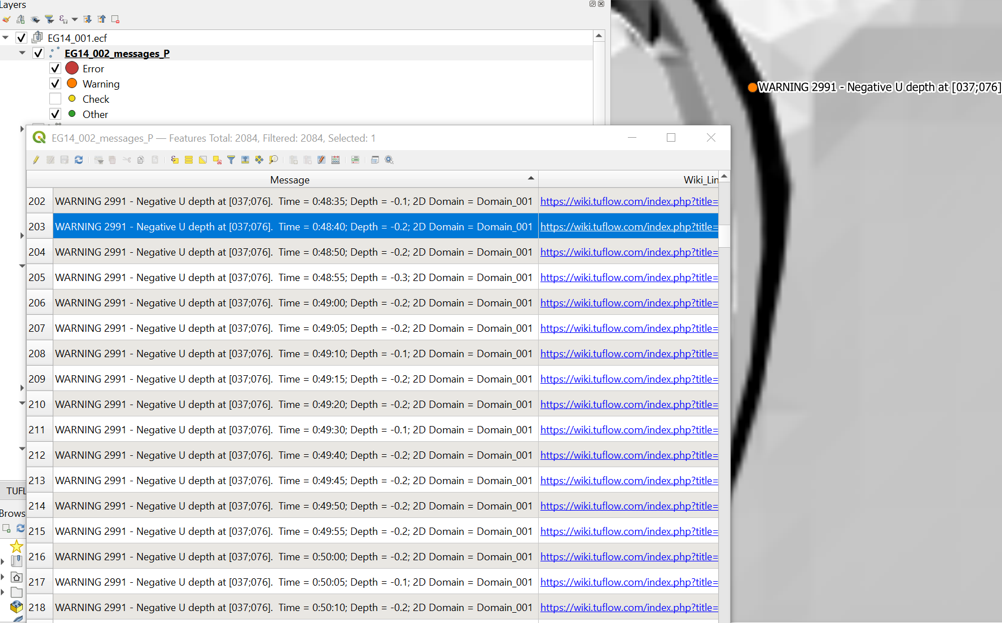 Layers
EG14_001.ecf
EG14_002_messages_P
Error
Warning
Check
Other
WARNING 2991 - Negative U depth at [037;076]
EG14_002_messages_P — Features Total: 2084, Filtered: 2084, Selected: 1
Message Wiki_Lin
202 WARNING 2991 - Negative U depth at [037;076]. Time = 0:48:35; Depth = -0.1; 2D Domain = Domain_001 https://wiki.tuflow.com/index.php?title=
203 WARNING 2991 - Negative U depth at [037;076]. Time = 0:48:40; Depth = -0.2; 2D Domain = Domain_001 https://wiki.tuflow.com/index.php?title=
204 WARNING 2991 - Negative U depth at [037;076]. Time = 0:48:50; Depth = -0.2; 2D Domain = Domain_001 https://wiki.tuflow.com/index.php?title=
205 WARNING 2991 - Negative U depth at [037;076]. Time = 0:48:55; Depth = -0.3; 2D Domain = Domain_001 https://wiki.tuflow.com/index.php?title=
206 WARNING 2991 - Negative U depth at [037;076]. Time = 0:49:00; Depth = -0.2; 2D Domain = Domain_001 https://wiki.tuflow.com/index.php?title=
207 WARNING 2991 - Negative U depth at [037;076]. Time = 0:49:05; Depth = -0.2; 2D Domain = Domain_001 https://wiki.tuflow.com/index.php?title=
208 WARNING 2991 - Negative U depth at [037;076]. Time = 0:49:10; Depth = -0.1; 2D Domain = Domain_001 https://wiki.tuflow.com/index.php?title=
209 WARNING 2991 - Negative U depth at [037;076]. Time = 0:49:15; Depth = -0.2; 2D Domain = Domain_001 https://wiki.tuflow.com/index.php?title=
210 WARNING 2991 - Negative U depth at [037;076]. Time = 0:49:20; Depth = -0.2; 2D Domain = Domain_001 https://wiki.tuflow.com/index.php?title=
211 WARNING 2991 - Negative U depth at [037;076]. Time = 0:49:30; Depth = -0.1; 2D Domain = Domain_001 https://wiki.tuflow.com/index.php?title=
212 WARNING 2991 - Negative U depth at [037;076]. Time = 0:49:40; Depth = -0.2; 2D Domain = Domain_001 https://wiki.tuflow.com/index.php?title=
213 WARNING 2991 - Negative U depth at [037;076]. Time = 0:49:45; Depth = -0.2; 2D Domain = Domain_001 https://wiki.tuflow.com/index.php?title=
214 WARNING 2991 - Negative U depth at [037;076]. Time = 0:49:50; Depth = -0.2; 2D Domain = Domain_001 https://wiki.tuflow.com/index.php?title=
215 WARNING 2991 - Negative U depth at [037;076]. Time = 0:49:55; Depth = -0.2; 2D Domain = Domain_001 https://wiki.tuflow.com/index.php?title=
216 WARNING 2991 - Negative U depth at [037;076]. Time = 0:50:00; Depth = -0.2; 2D Domain = Domain_001 https://wiki.tuflow.com/index.php?title=
217 WARNING 2991 - Negative U depth at [037;076]. Time = 0:50:05; Depth = -0.1; 2D Domain = Domain_001 https://wiki.tuflow.com/index.php?title=
218 WARNING 2991 - Negative U depth at [037;076]. Time = 0:50:10; Depth = -0.2; 2D Domain = Domain_001 https://wiki.tuflow.com/index.php?title=
TUFL
Brows